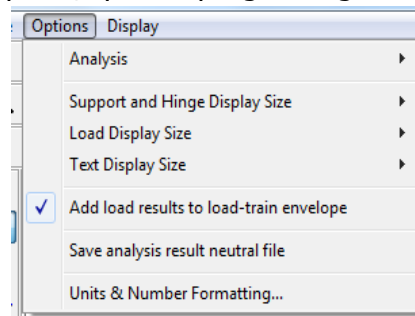 Options Display
Analysis
Support and Hinge Display Size
Load Display Size
Text Display Size
Add load results to load-train envelope
Save analysis result neutral file
Units & Number Formatting...